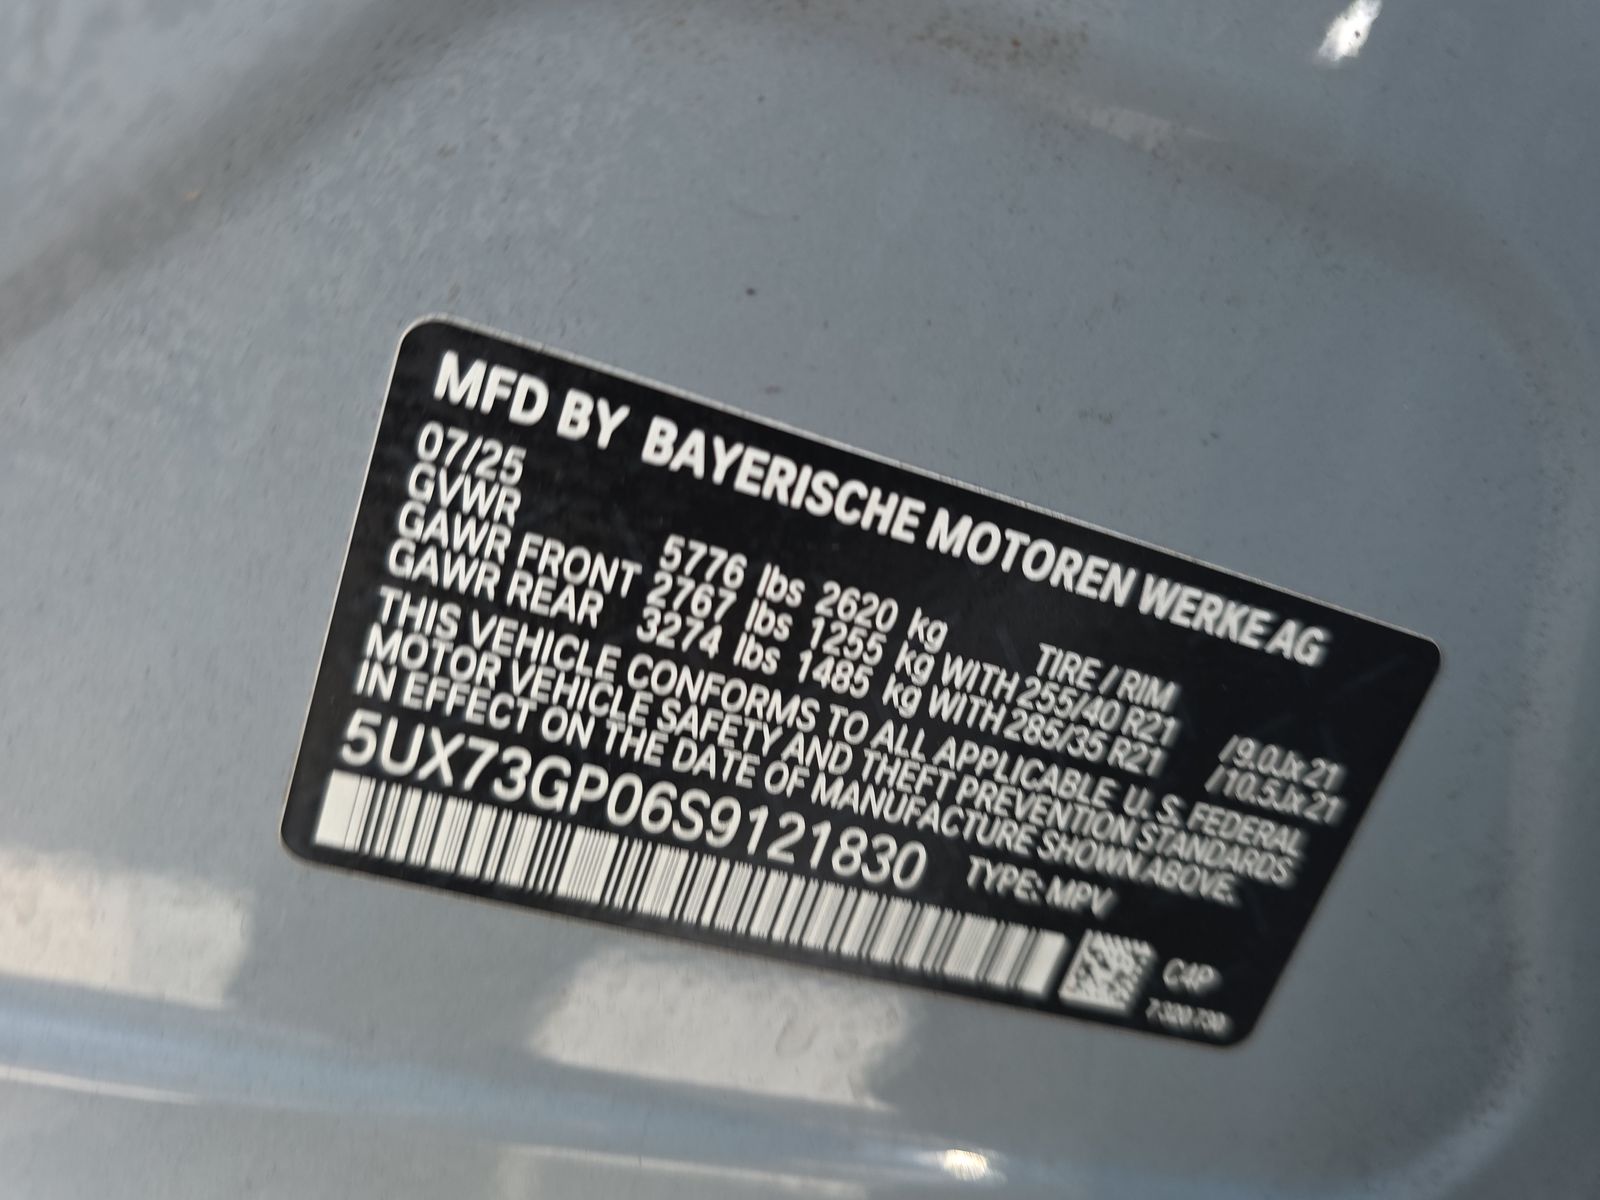 MFD BY BAYERISCHE MOTOREN WERKE AG
07/25
GVWR 5776 lbs 2620 kg TIRE / RIM
GAWR FRONT 2767 lbs 1255 kg WITH 255/40 R21 /9.0Jx21
GAWR REAR 3274 lbs 1485 kg WITH 285/35 R21 /10.5Jx21
THIS VEHICLE CONFORMS TO ALL APPLICABLE U. S. FEDERAL
MOTOR VEHICLE SAFETY AND THEFT PREVENTION STANDARDS
IN EFFECT ON THE DATE OF MANUFACTURE SHOWN ABOVE.
5UX73GP06S9121830 TYPE: MPV
C4P
7 320 730